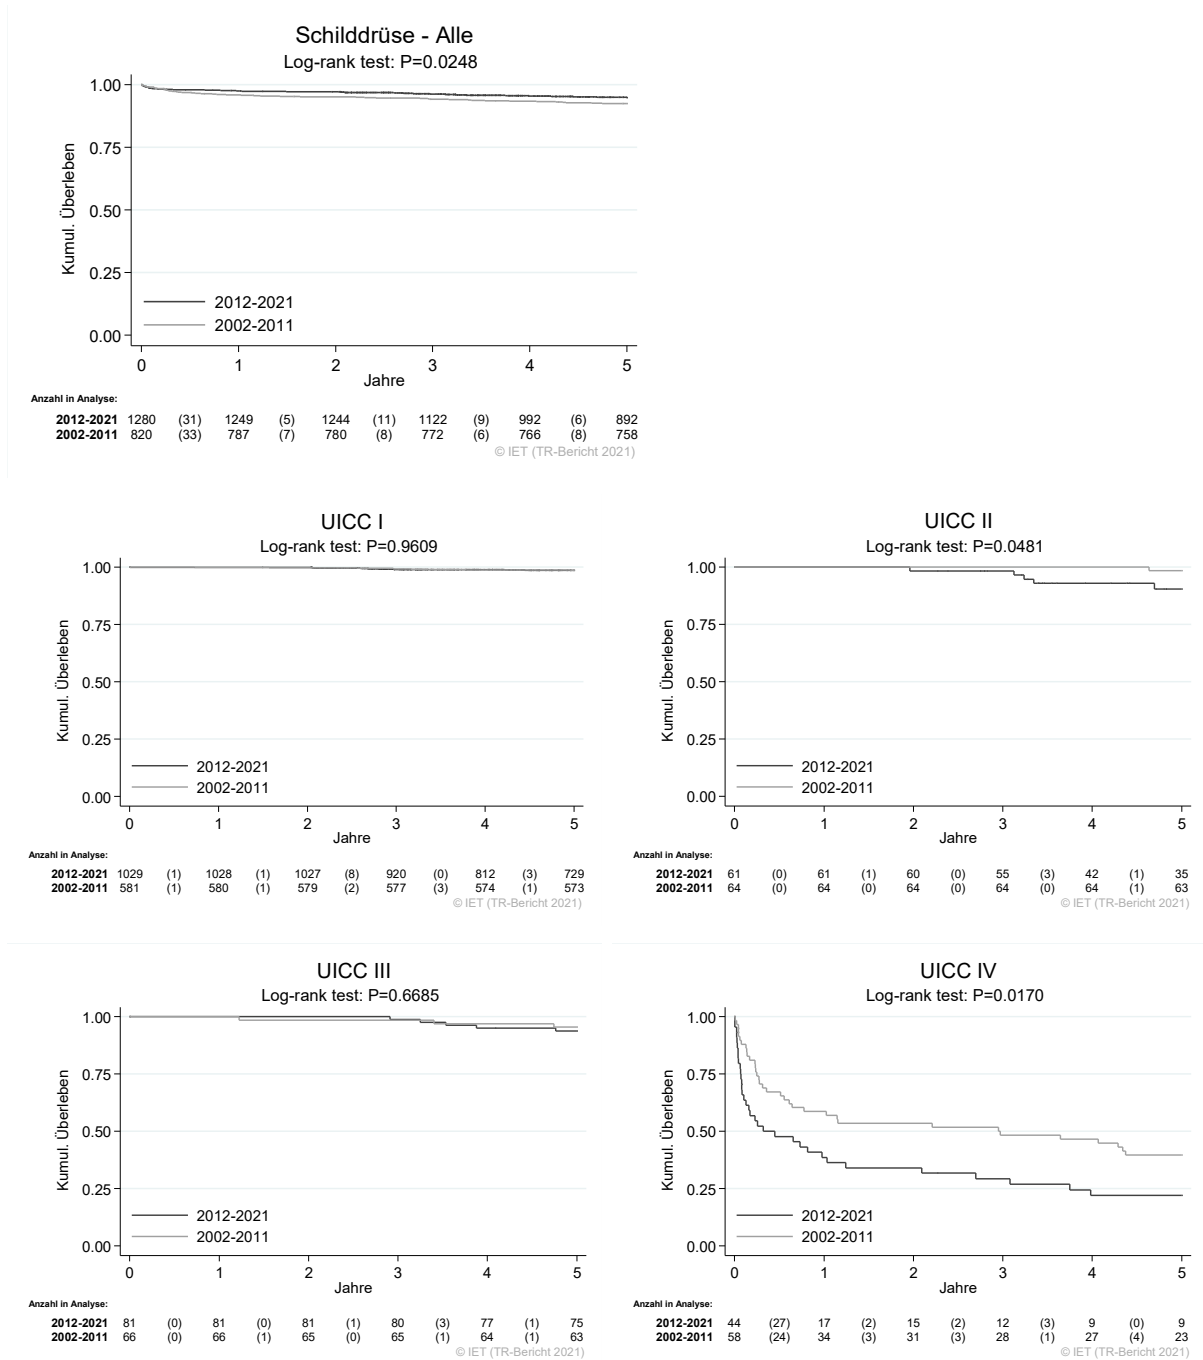 Schilddrüse - Alle
Log-rank test: P=0.0248
1.00
0.75
0.50
0.25
0.00
Kumul. Überleben
2012-2021
2002-2011
0 1 2 3 4 5
Jahre
Anzahl in Analyse:
2012-2021 1280 (31) 1249 (5) 1244 (11) 1122 (9) 992 (6) 892
2002-2011 820 (33) 787 (7) 780 (8) 772 (6) 766 (8) 758
© IET (TR-Bericht 2021)
UICC I
Log-rank test: P=0.9609
1.00
0.75
0.50
0.25
0.00
Kumul. Überleben
2012-2021
2002-2011
0 1 2 3 4 5
Jahre
Anzahl in Analyse:
2012-2021 1029 (1) 1028 (1) 1027 (8) 920 (0) 812 (3) 729
2002-2011 581 (1) 580 (1) 579 (2) 577 (3) 574 (1) 573
© IET (TR-Bericht 2021)
UICC II
Log-rank test: P=0.0481
1.00
0.75
0.50
0.25
0.00
Kumul. Überleben
2012-2021
2002-2011
0 1 2 3 4 5
Jahre
Anzahl in Analyse:
2012-2021 61 (0) 61 (1) 60 (0) 55 (3) 42 (1) 35
2002-2011 64 (0) 64 (0) 64 (0) 64 (0) 64 (1) 63
© IET (TR-Bericht 2021)
UICC III
Log-rank test: P=0.6685
1.00
0.75
0.50
0.25
0.00
Kumul. Überleben
2012-2021
2002-2011
0 1 2 3 4 5
Jahre
Anzahl in Analyse:
2012-2021 81 (0) 81 (0) 81 (1) 80 (3) 77 (1) 75
2002-2011 66 (0) 66 (1) 65 (0) 65 (1) 64 (1) 63
© IET (TR-Bericht 2021)
UICC IV
Log-rank test: P=0.0170
1.00
0.75
0.50
0.25
0.00
Kumul. Überleben
2012-2021
2002-2011
0 1 2 3 4 5
Jahre
Anzahl in Analyse:
2012-2021 44 (27) 17 (2) 15 (2) 12 (3) 9 (0) 9
2002-2011 58 (24) 34 (3) 31 (3) 28 (1) 27 (4) 23
© IET (TR-Bericht 2021)